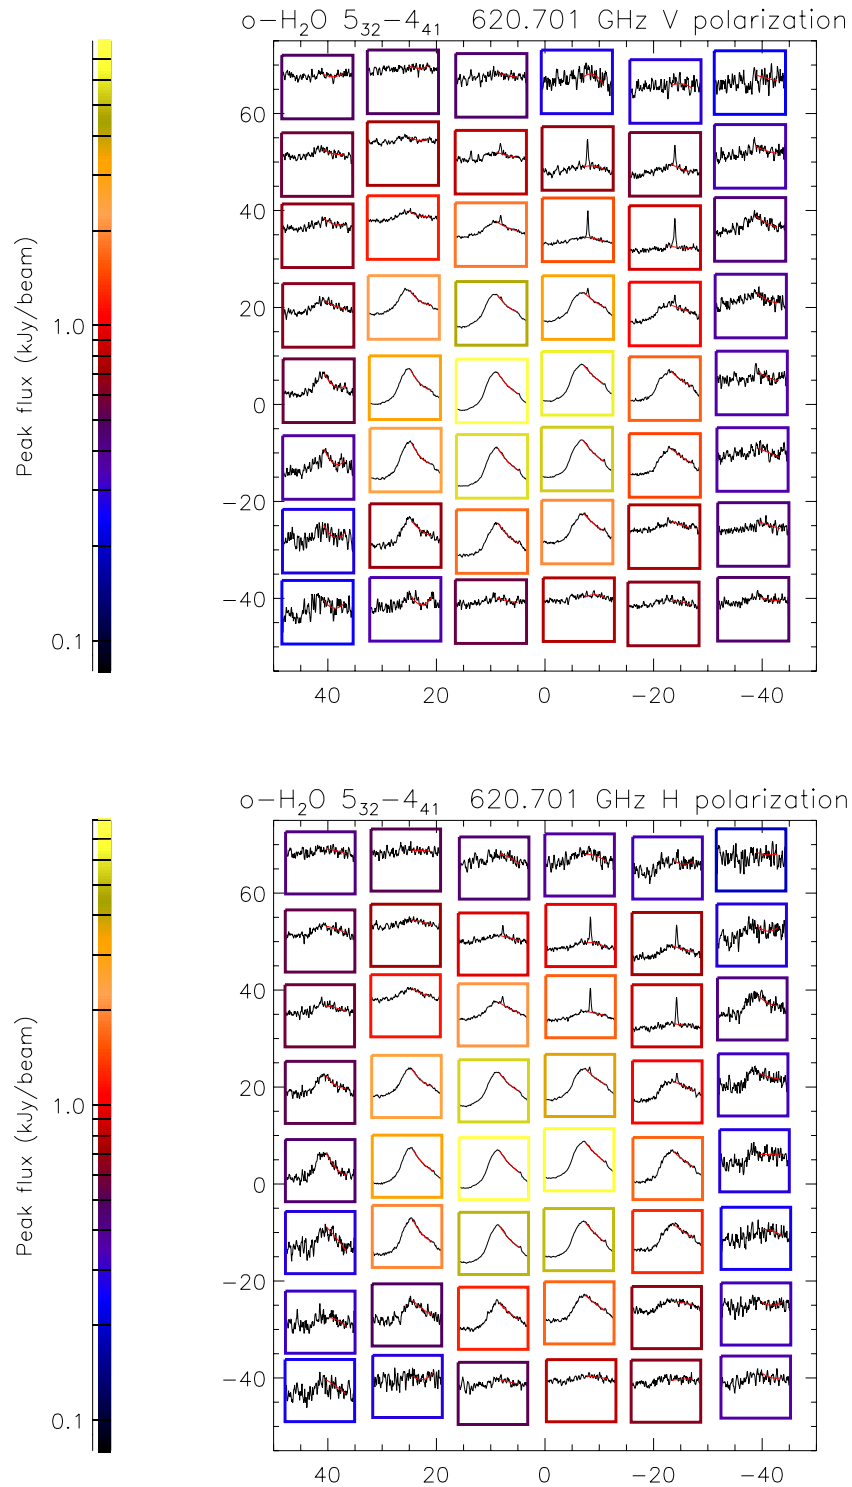 o−H₂O 5₃₂−4₄₁ 620.701 GHz V polarization
60
40
20
0
−20
−40
40 20 0 −20 −40
Peak flux (kJy/beam)
1.0
0.1
o−H₂O 5₃₂−4₄₁ 620.701 GHz H polarization
60
40
20
0
−20
−40
40 20 0 −20 −40
Peak flux (kJy/beam)
1.0
0.1